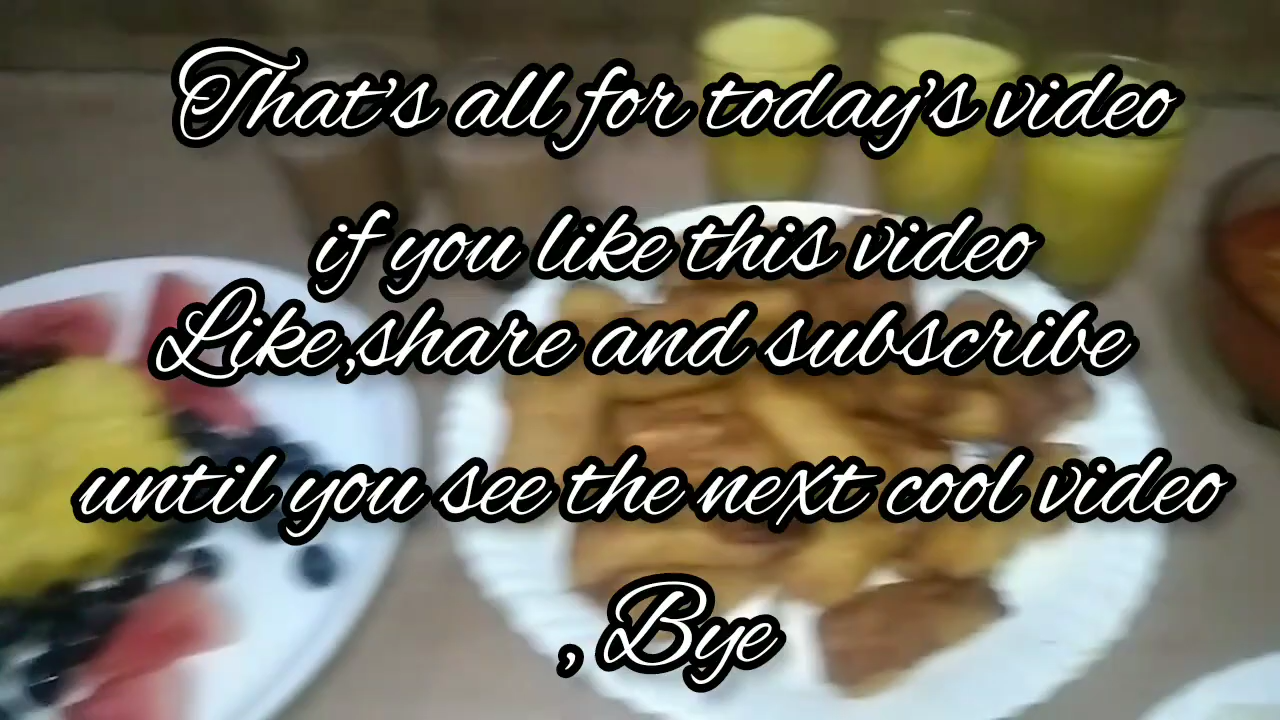 That's all for today's video
if you like this video
Like,share and subscribe
until you see the next cool video
, Bye